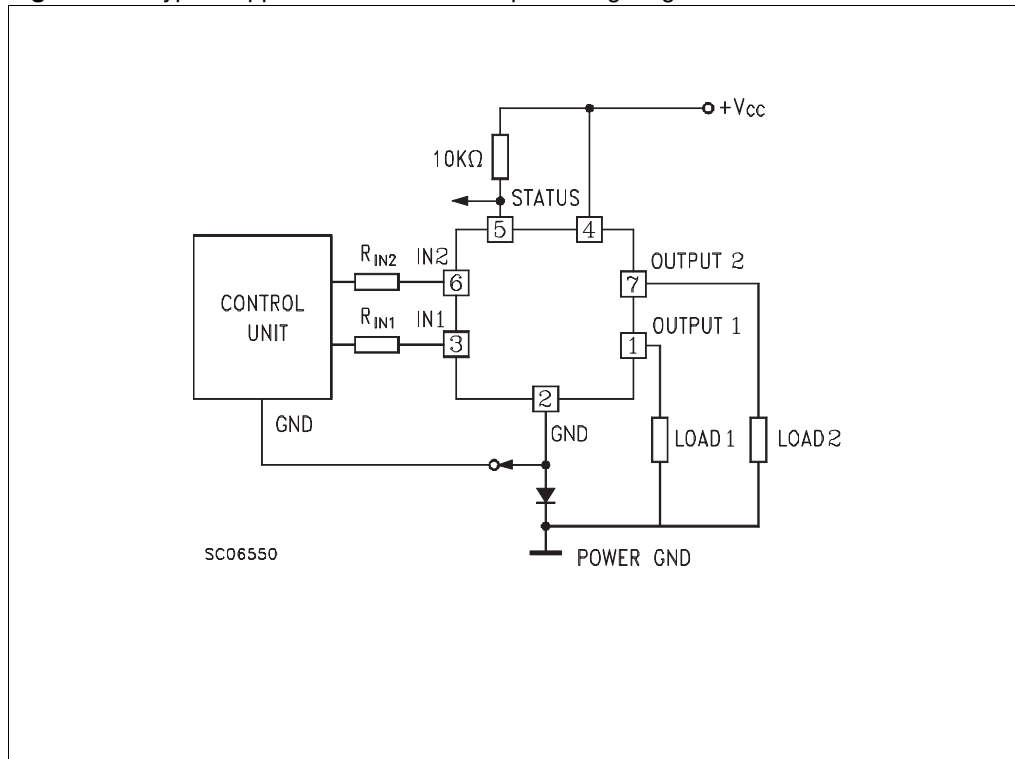 +VCC
10KΩ
STATUS
5
4
RIN2
IN2
6
OUTPUT 2
7
CONTROL
UNIT
RIN1
IN1
3
OUTPUT 1
1
2
GND
GND
LOAD 1
LOAD 2
SC06550
POWER GND